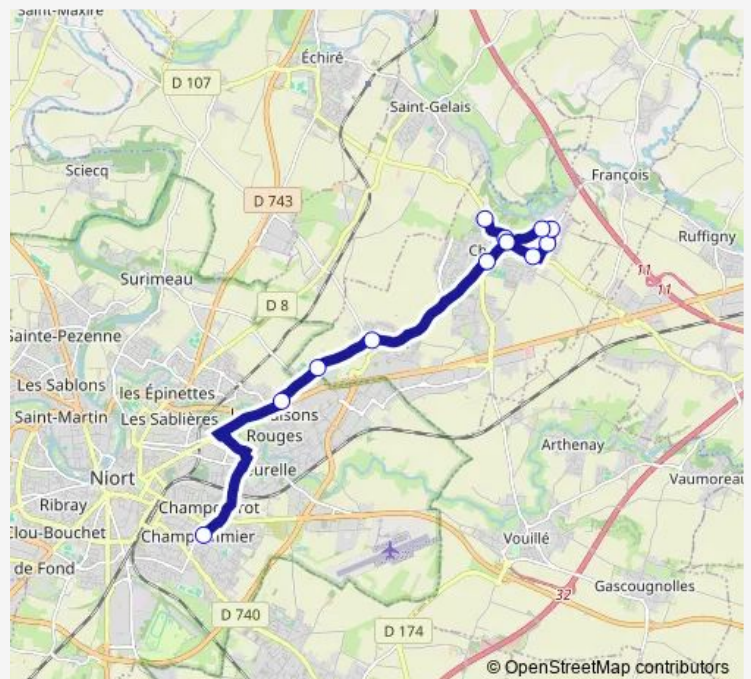 Saint-Maxire
Échiré
D 107
Saint-Gelais
Sciecq
François
D 743
Ruffigny
Surimeau
11
11
D 8
Sainte-Pezenne
Les Sablons
les Épinettes
Saint-Martin
Les Sablières
Rouges
Arthenay
Niort
Vaumoreau
Ribray
Clou-Bouchet
Vouillé
de Fond
Gascougnolles
32
D 740
D 174
© OpenStreetMap contributors